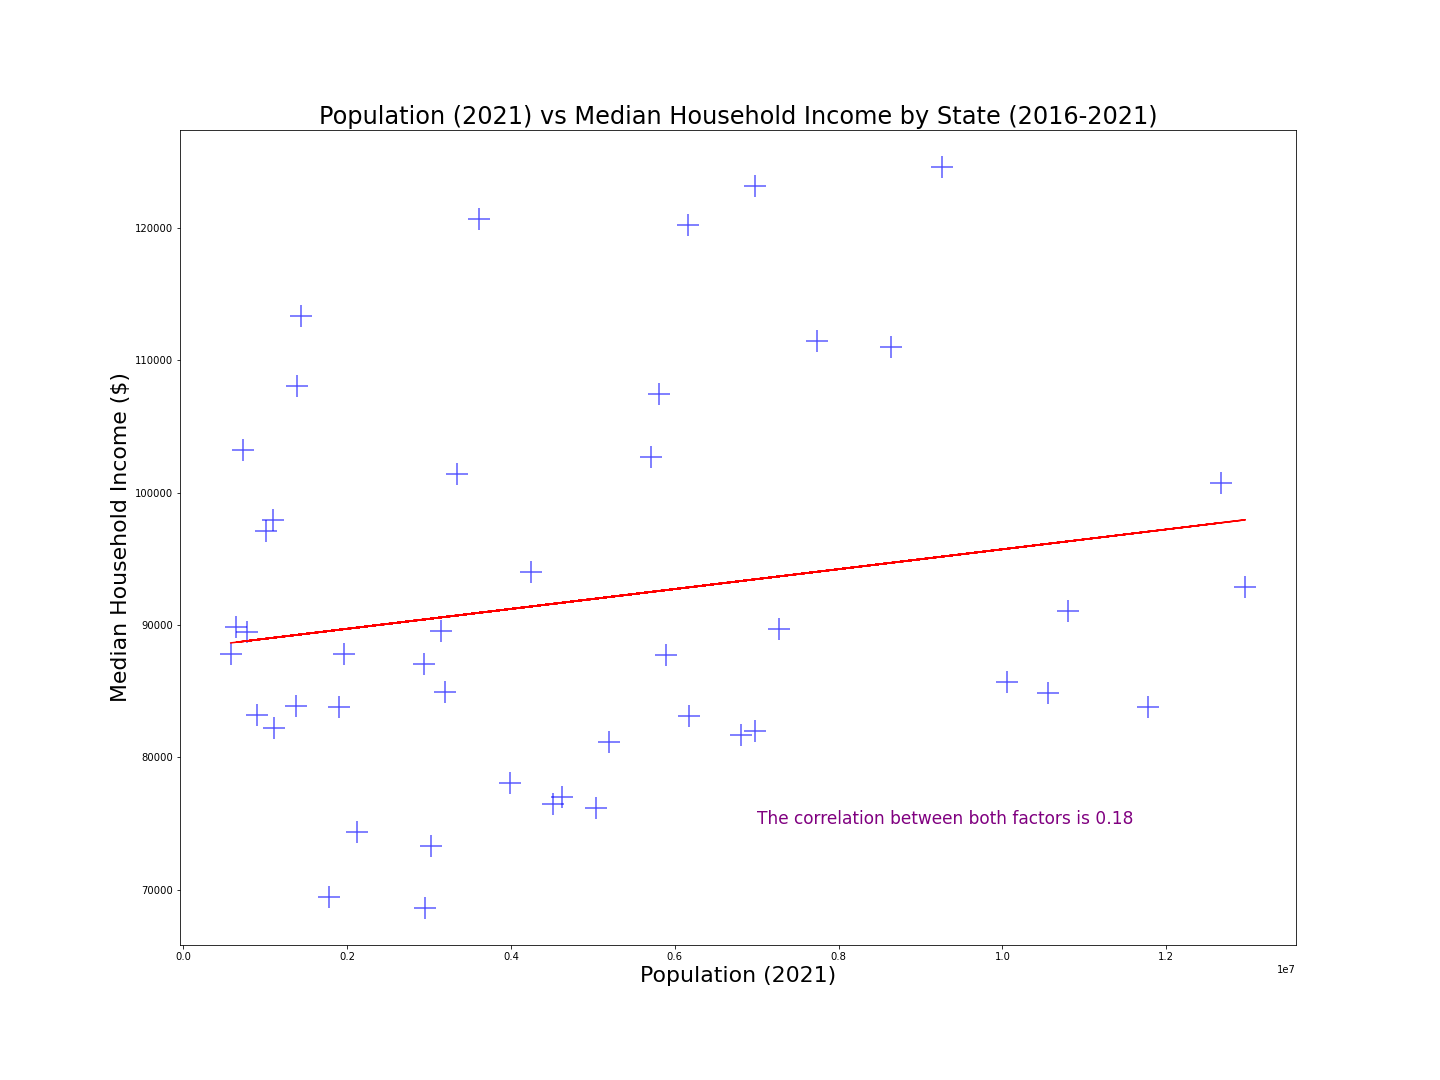 Population (2021) vs Median Household Income by State (2016-2021)
120000
110000
100000
90000
80000
70000
Median Household Income ($)
The correlation between both factors is 0.18
0.0 0.2 0.4 0.6 0.8 1.0 1.2
1e7
Population (2021)